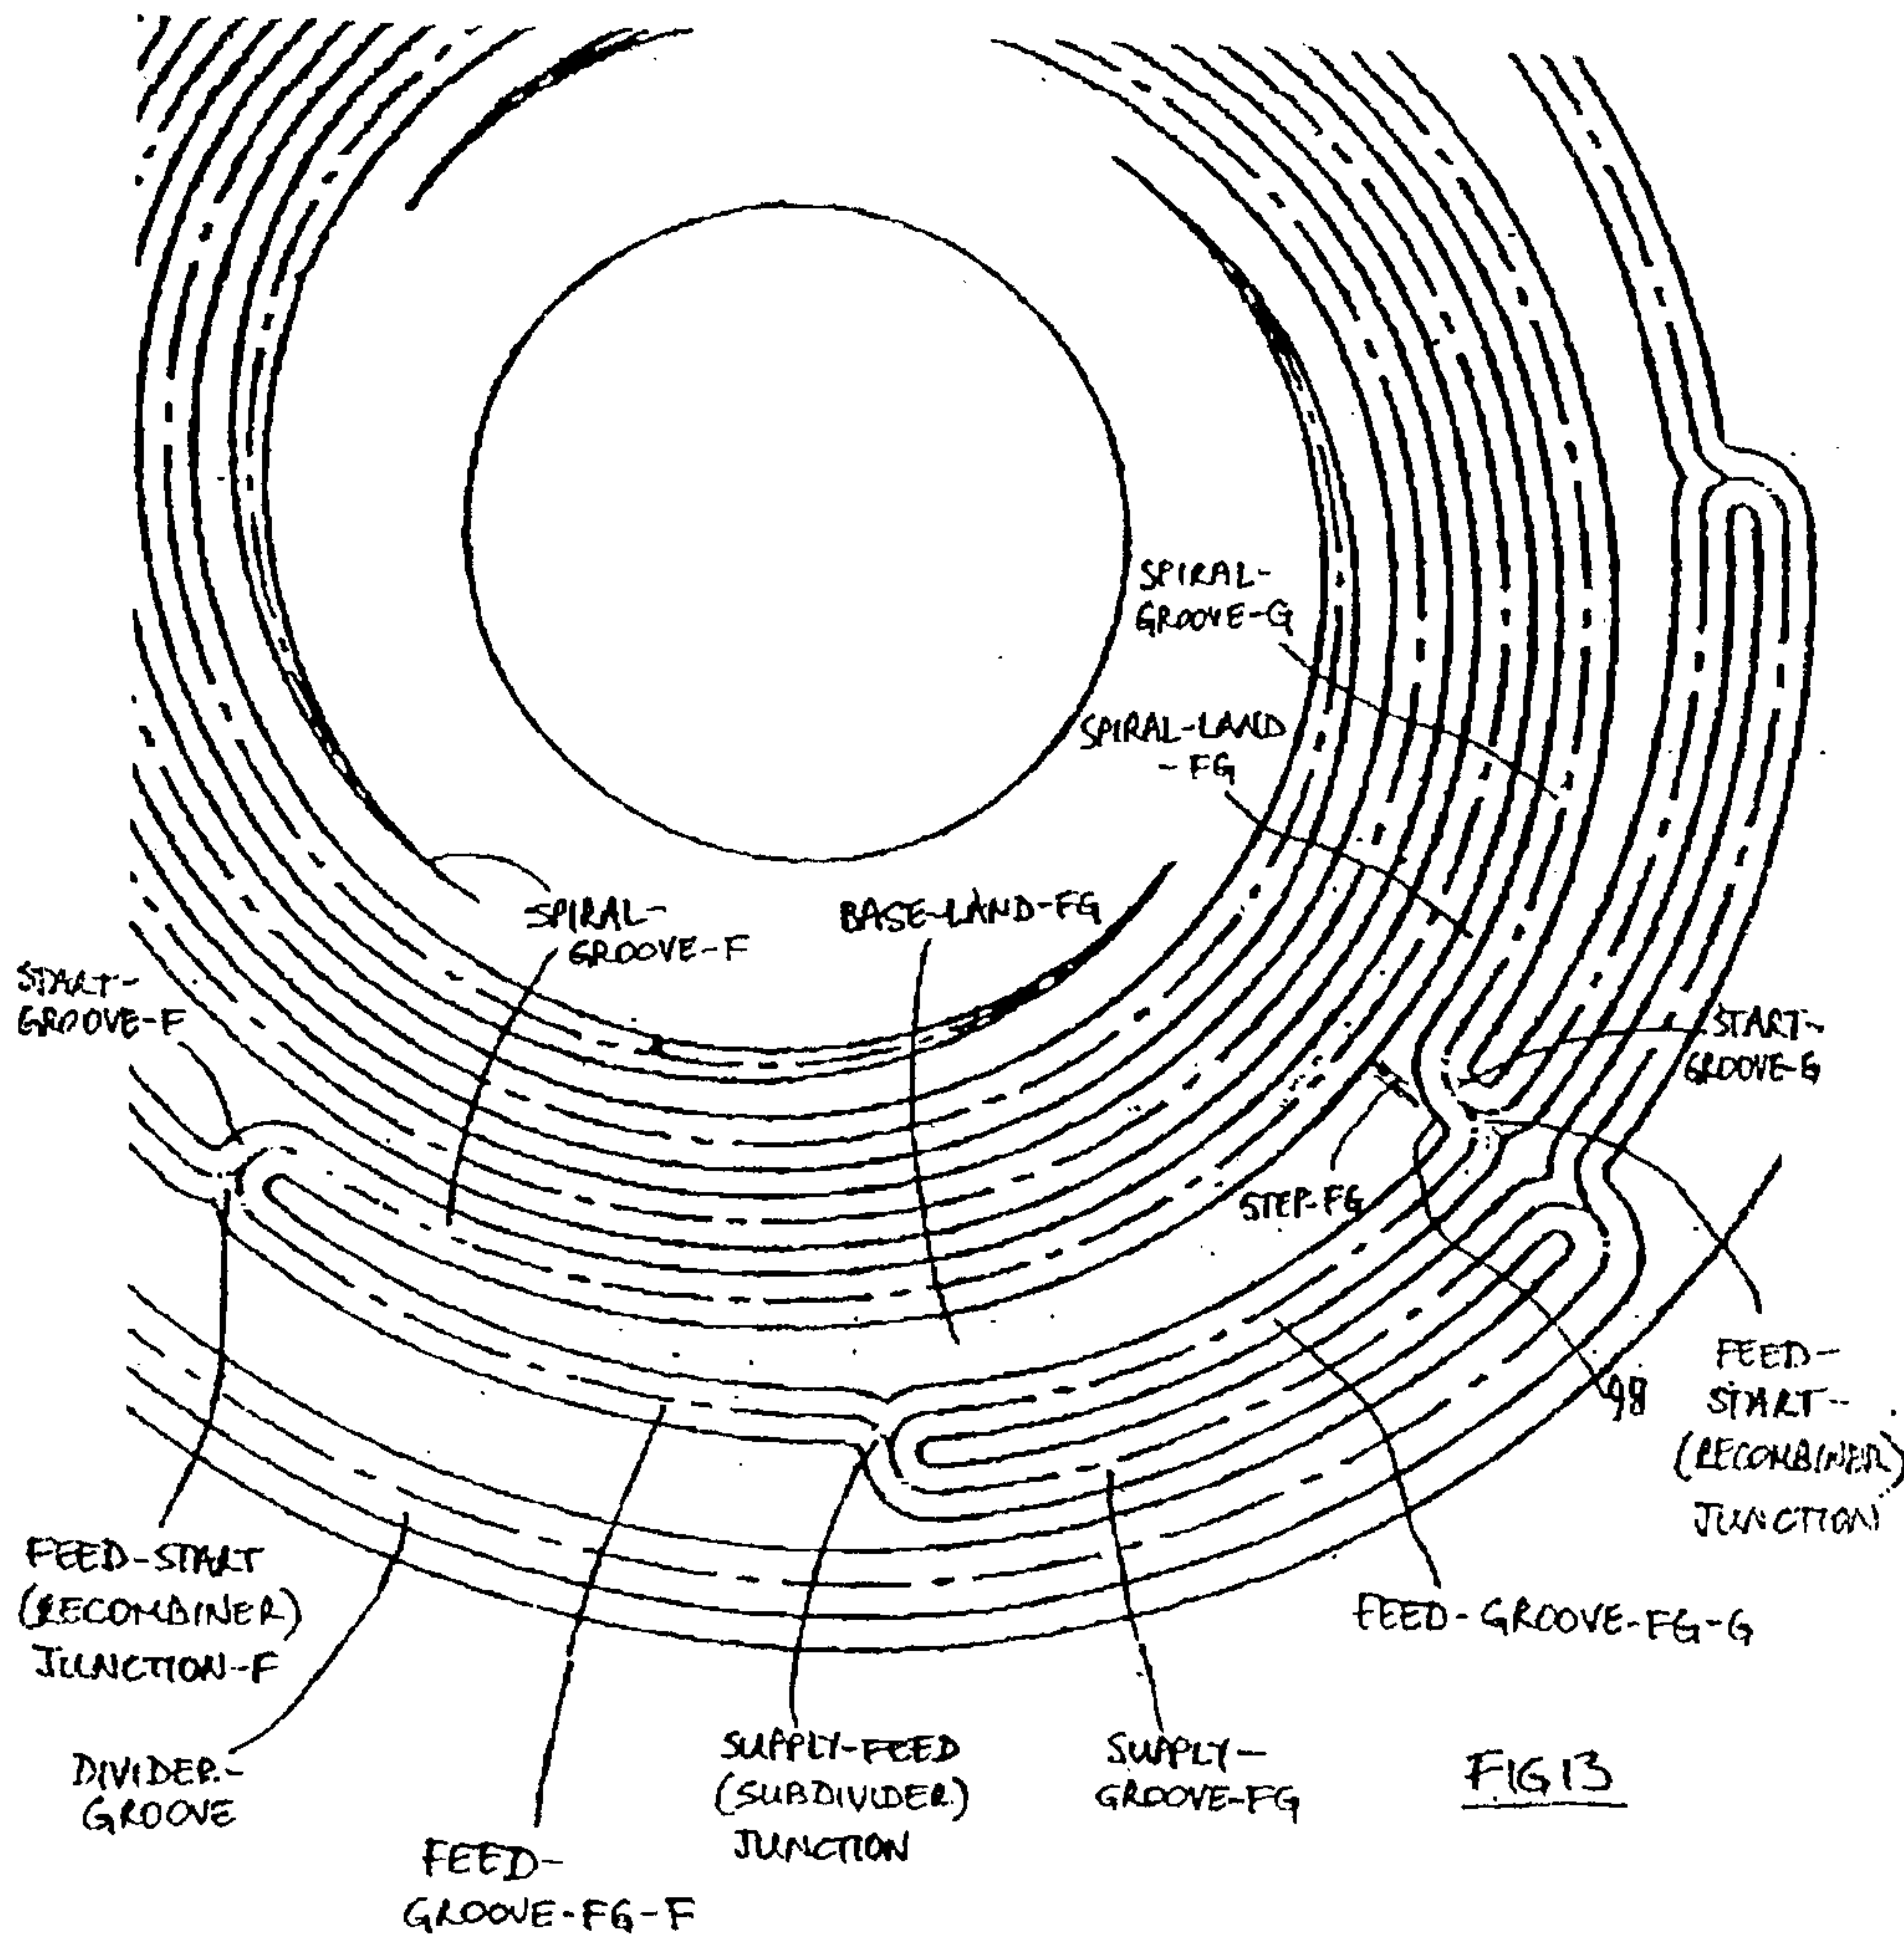 SPIRAL-
GROOVE-G
SPIRAL-LAND
-FG
SPIRAL-
GROOVE-F
BASE-LAND-FG
START-
GROOVE-F
START-
GROOVE-G
STEP-FG
98
FEED-
START-
(RECOMBINER)
JUNCTION
FEED-START
(RECOMBINER)
JUNCTION-F
FEED-GROOVE-FG-G
DIVIDER-
GROOVE
SUPPLY-FEED
(SUBDIVIDER)
JUNCTION
SUPPLY-
GROOVE-FG
FIG 13
FEED-
GROOVE-FG-F